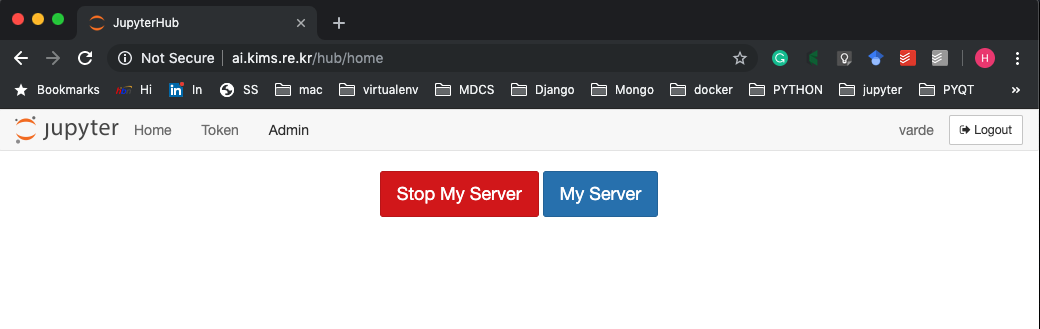 JupyterHub
Not Secure ai.kims.re.kr/hub/home H
Bookmarks Hi in In SS mac virtualenv MDCS Django Mongo docker PYTHON jupyter PYQT »
jupyter Home Token Admin varde Logout
Stop My Server My Server